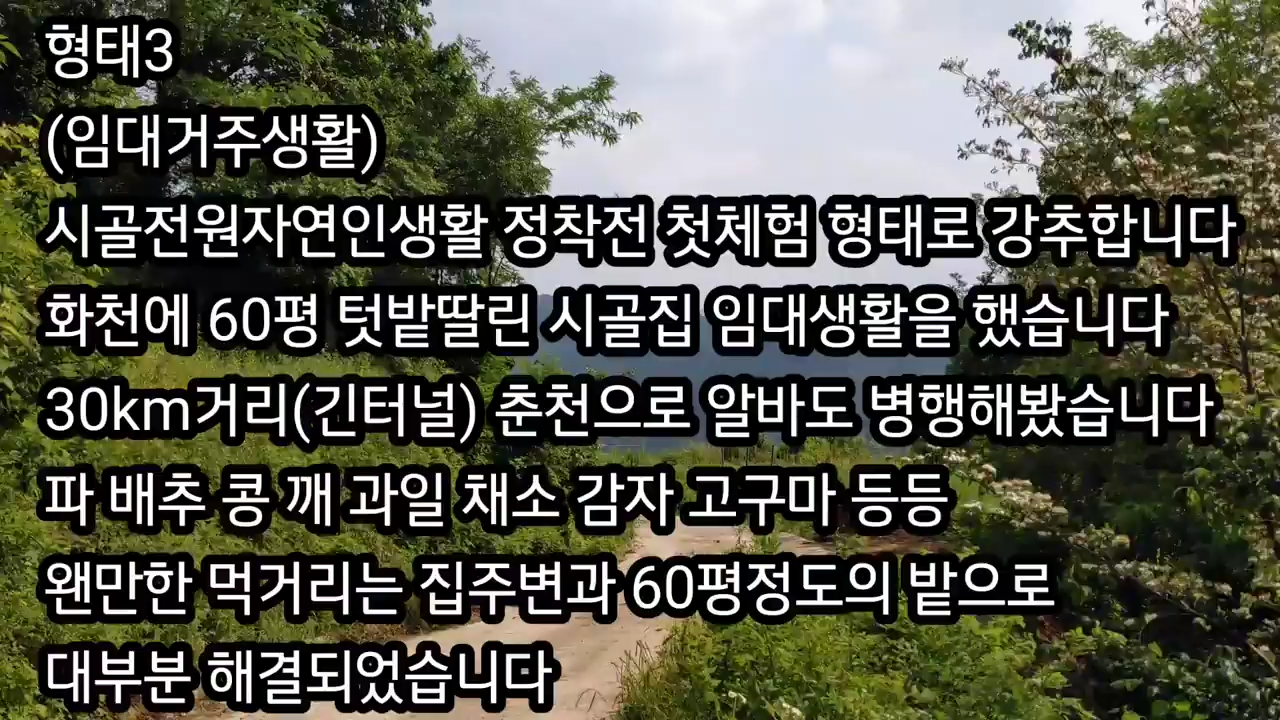 형태3
(임대거주생활)
시골전원자연인생활 정착전 첫체험 형태로 강추합니다
화천에 60평 텃밭딸린 시골집 임대생활을 했습니다
30km거리(긴터널) 춘천으로 알바도 병행해봤습니다
파 배추 콩 깨 과일 채소 감자 고구마 등등
왠만한 먹거리는 집주변과 60평정도의 밭으로
대부분 해결되었습니다